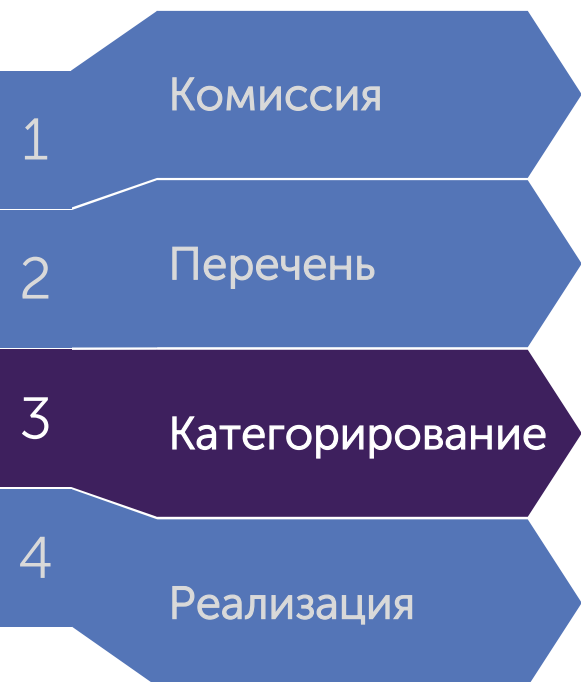 1
Комиссия
2
Перечень
3
Категорирование
4
Реализация